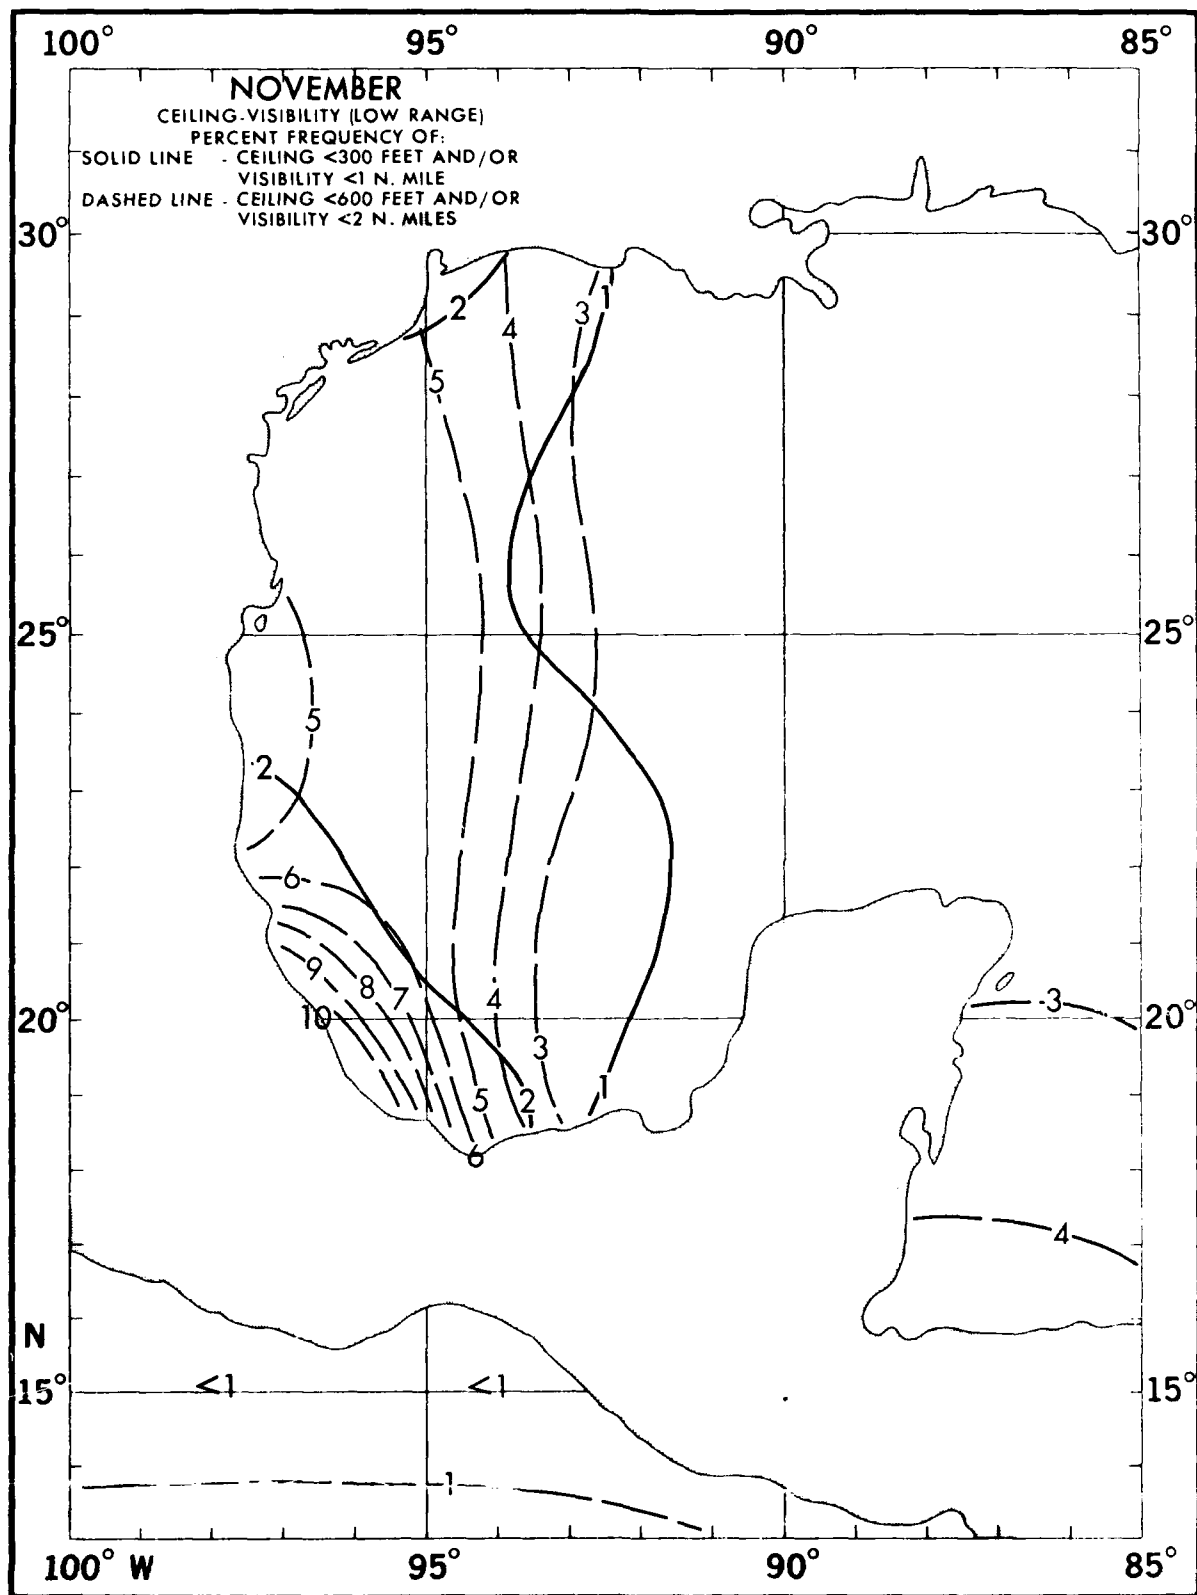 100° 95° 90° 85°
NOVEMBER
CEILING-VISIBILITY (LOW RANGE)
PERCENT FREQUENCY OF:
SOLID LINE - CEILING <300 FEET AND/OR
VISIBILITY <1 N. MILE
DASHED LINE - CEILING <600 FEET AND/OR
VISIBILITY <2 N. MILES
30° 30°
2 4 3 1
5
25° 25°
5
2
6
9 8 7
4 3
10
20° 20°
3
5 2 1
6
4
N
15° <1 <1 15°
1
100° W 95° 90° 85°